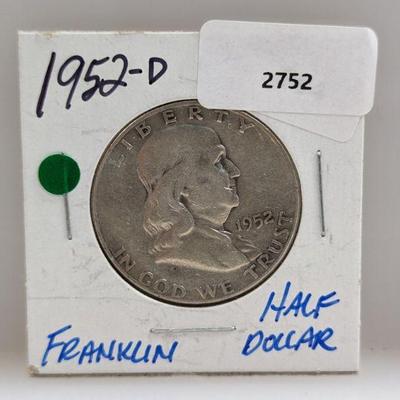 1952-D
2752
LIBERTY
1952
IN GOD WE TRUST
FRANKLIN
HALF
DOLLAR